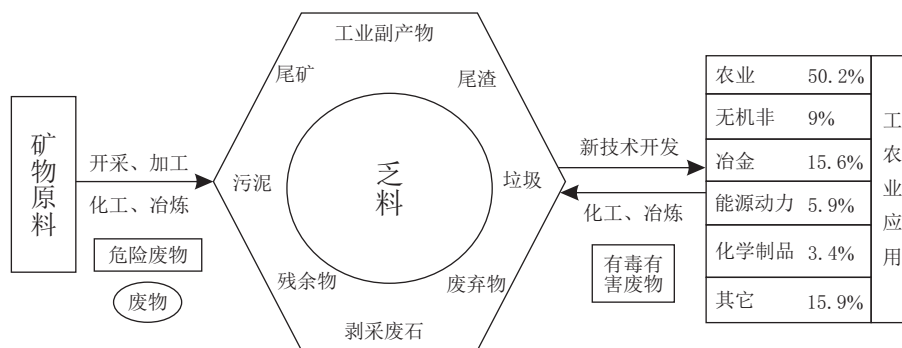 矿物原料
开采、加工
化工、冶炼
危险废物
废物
工业副产物
尾矿
尾渣
污泥
乏料
垃圾
残余物
废弃物
剥采废石
新技术开发
化工、冶炼
有毒有
害废物
农业 50.2%
无机非 9%
冶金 15.6%
能源动力 5.9%
化学制品 3.4%
其它 15.9%
工农业应用